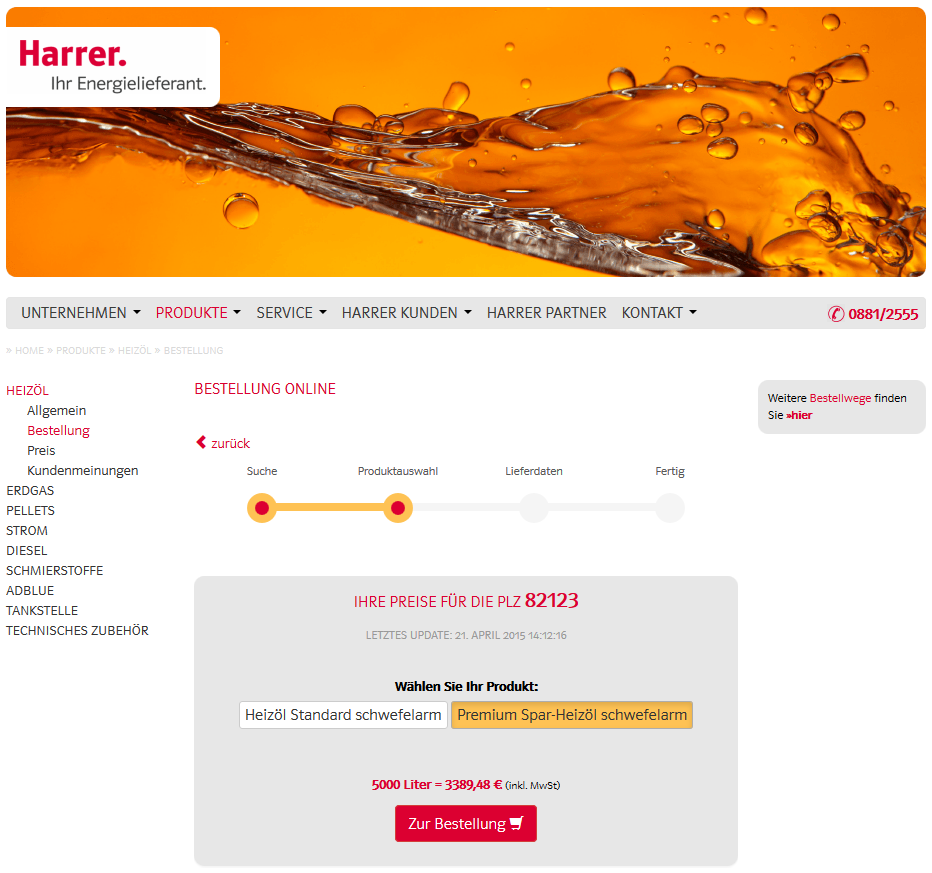 Harrer.
Ihr Energielieferant.
UNTERNEHMEN PRODUKTE SERVICE HARRER KUNDEN HARRER PARTNER KONTAKT 0881/2555
» HOME » PRODUKTE » HEIZÖL » BESTELLUNG
HEIZÖL
Allgemein
Bestellung
Preis
Kundenmeinungen
ERDGAS
PELLETS
STROM
DIESEL
SCHMIERSTOFFE
ADBLUE
TANKSTELLE
TECHNISCHES ZUBEHÖR
BESTELLUNG ONLINE
zurück
Suche Produktauswahl Lieferdaten Fertig
IHRE PREISE FÜR DIE PLZ 82123
LETZTES UPDATE: 21. APRIL 2015 14:12:16
Wählen Sie Ihr Produkt:
Heizöl Standard schwefelarm Premium Spar-Heizöl schwefelarm
5000 Liter = 3389,48 € (inkl. MwSt)
Zur Bestellung
Weitere Bestellwege finden
Sie »hier